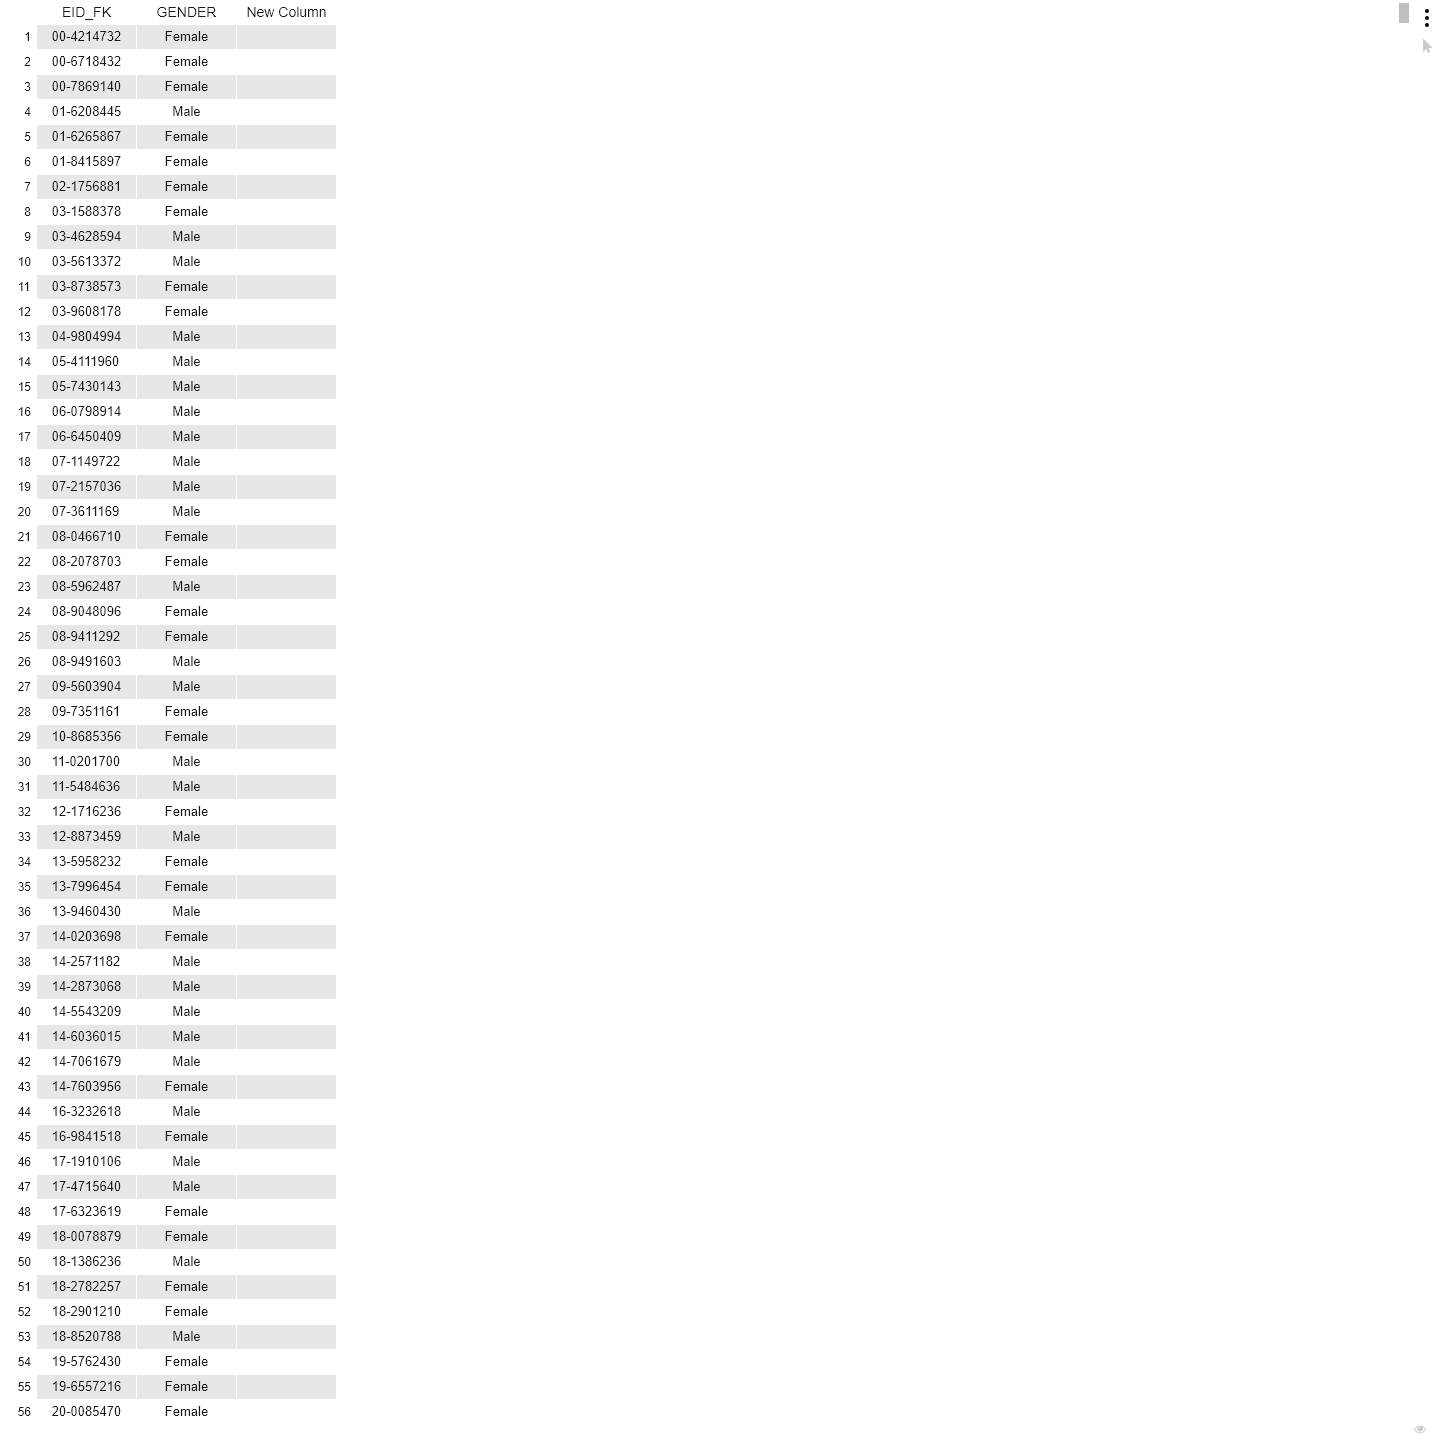 EID_FK GENDER New Column
1 00-4214732 Female
2 00-6718432 Female
3 00-7869140 Female
4 01-6208445 Male
5 01-6265867 Female
6 01-8415897 Female
7 02-1756881 Female
8 03-1588378 Female
9 03-4628594 Male
10 03-5613372 Male
11 03-8738573 Female
12 03-9608178 Female
13 04-9804994 Male
14 05-4111960 Male
15 05-7430143 Male
16 06-0798914 Male
17 06-6450409 Male
18 07-1149722 Male
19 07-2157036 Male
20 07-3611169 Male
21 08-0466710 Female
22 08-2078703 Female
23 08-5962487 Male
24 08-9048096 Female
25 08-9411292 Female
26 08-9491603 Male
27 09-5603904 Male
28 09-7351161 Female
29 10-8685356 Female
30 11-0201700 Male
31 11-5484636 Male
32 12-1716236 Female
33 12-8873459 Male
34 13-5958232 Female
35 13-7996454 Female
36 13-9460430 Male
37 14-0203698 Female
38 14-2571182 Male
39 14-2873068 Male
40 14-5543209 Male
41 14-6036015 Male
42 14-7061679 Male
43 14-7603956 Female
44 16-3232618 Male
45 16-9841518 Female
46 17-1910106 Male
47 17-4715640 Male
48 17-6323619 Female
49 18-0078879 Female
50 18-1386236 Male
51 18-2782257 Female
52 18-2901210 Female
53 18-8520788 Male
54 19-5762430 Female
55 19-6557216 Female
56 20-0085470 Female